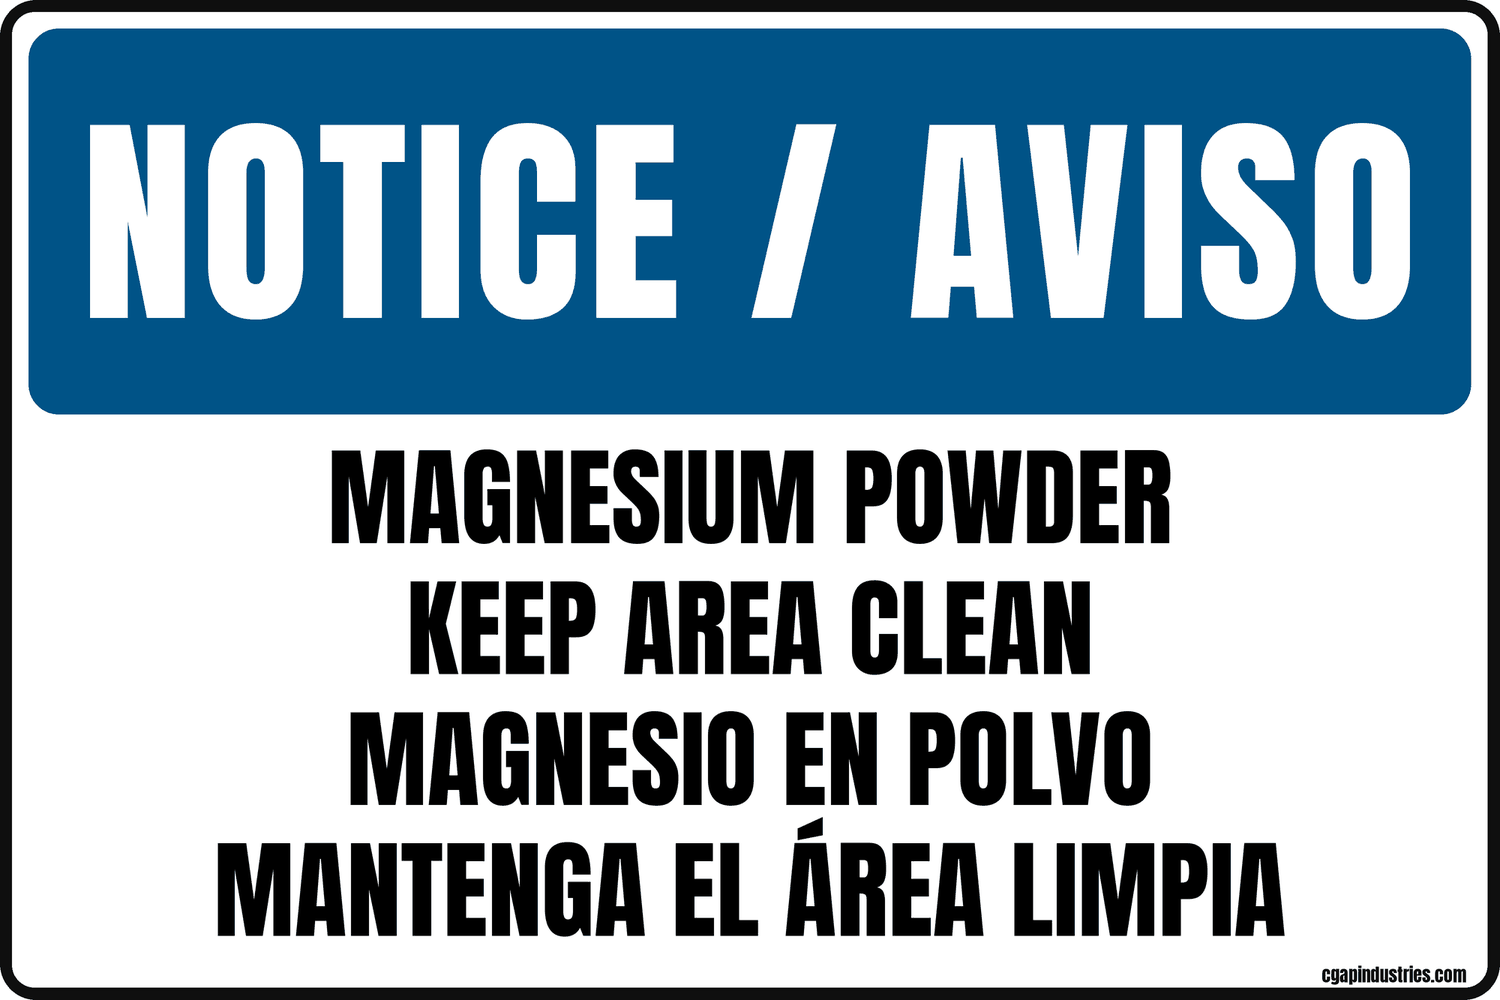 NOTICE / AVISO
MAGNESIUM POWDER
KEEP AREA CLEAN
MAGNESIO EN POLVO
MANTENGA EL ÁREA LIMPIA
cgapindustries.com